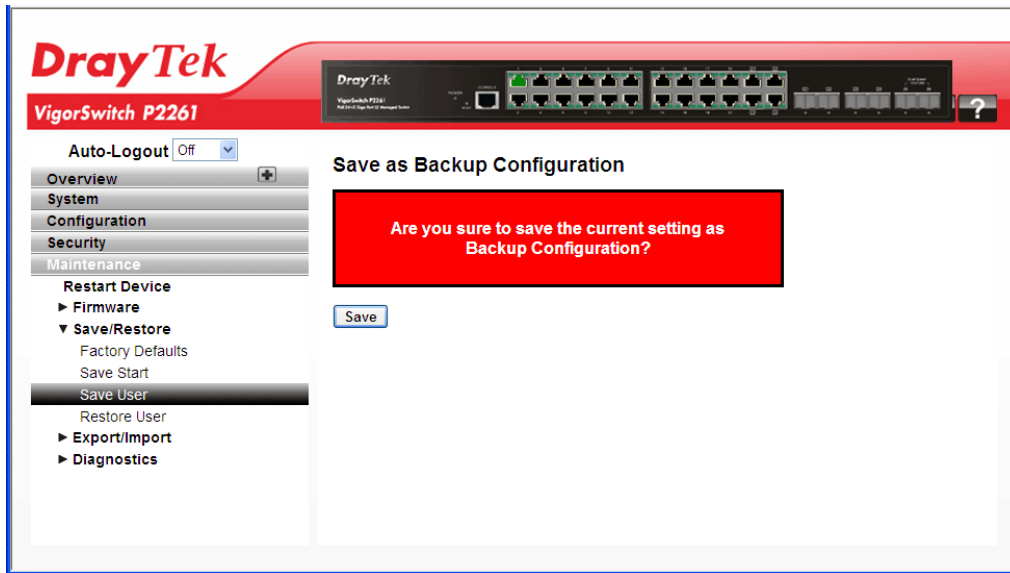 DrayTek
VigorSwitch P2261
DrayTek
VigorSwitch P2261
?
Auto-Logout Off
Overview
System
Configuration
Security
Maintenance
Restart Device
► Firmware
▼ Save/Restore
Factory Defaults
Save Start
Save User
Restore User
► Export/Import
► Diagnostics
Save as Backup Configuration
Are you sure to save the current setting as
Backup Configuration?
Save